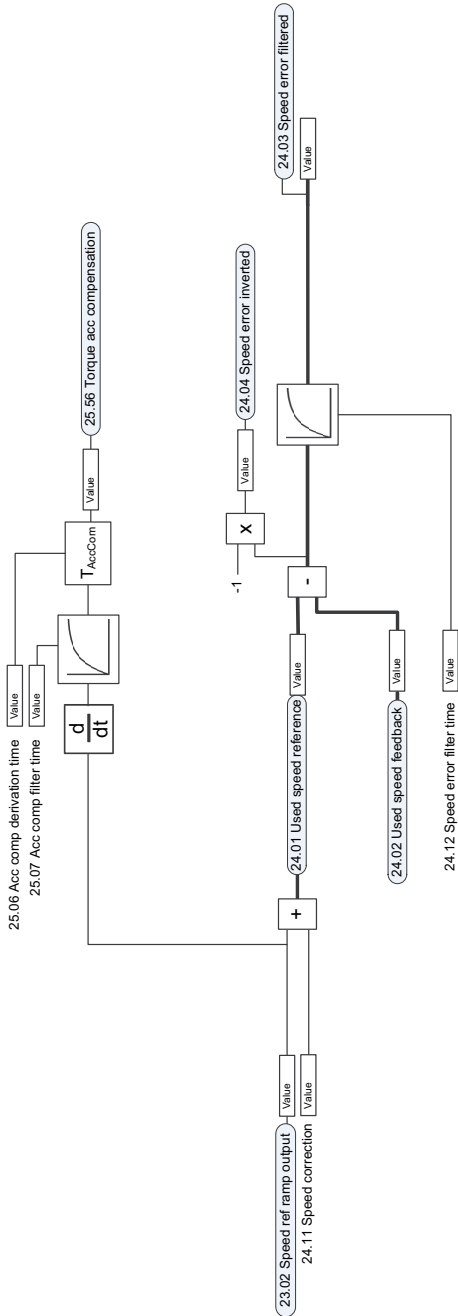 25.06 Acc comp derivation time
Value
25.07 Acc comp filter time
Value
d
dt
TAccCom
Value
25.56 Torque acc compensation
-1
X
Value
24.04 Speed error inverted
23.02 Speed ref ramp output
Value
24.11 Speed correction
Value
+
24.01 Used speed reference
Value
-
24.02 Used speed feedback
Value
24.03 Speed error filtered
Value
24.12 Speed error filter time
Value